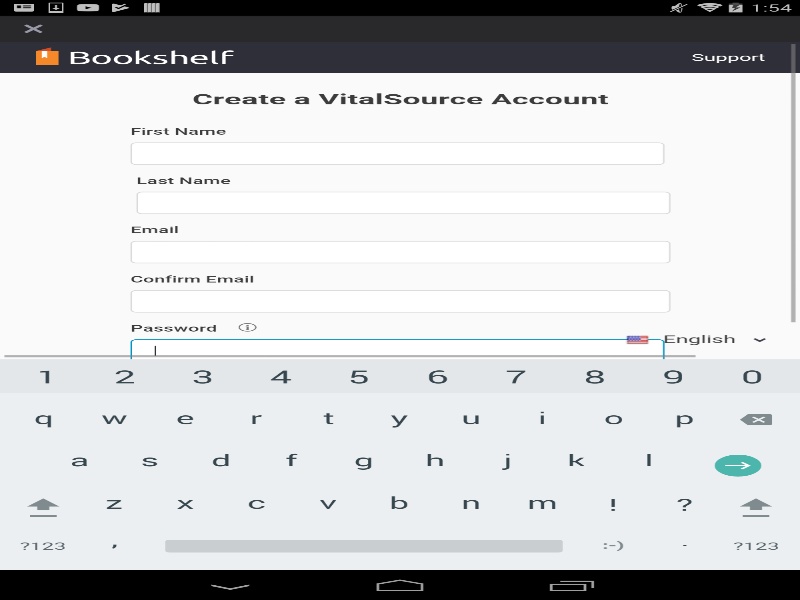 1:54
Bookshelf
Support
Create a VitalSource Account
First Name
Last Name
Email
Confirm Email
Password
English
1 2 3 4 5 6 7 8 9 0
q w e r t y u i o p
a s d f g h j k l
z x c v b n m ! ?
?123 , :-) . ?123